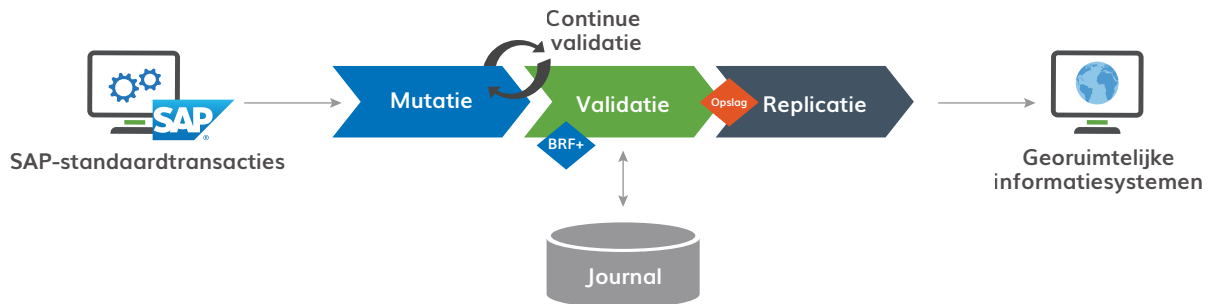 Continue
validatie
Mutatie
Validatie
Opslag
Replicatie
BRF+
SAP
®
SAP-standaardtransacties
Georuimtelijke
informatiesystemen
Journal